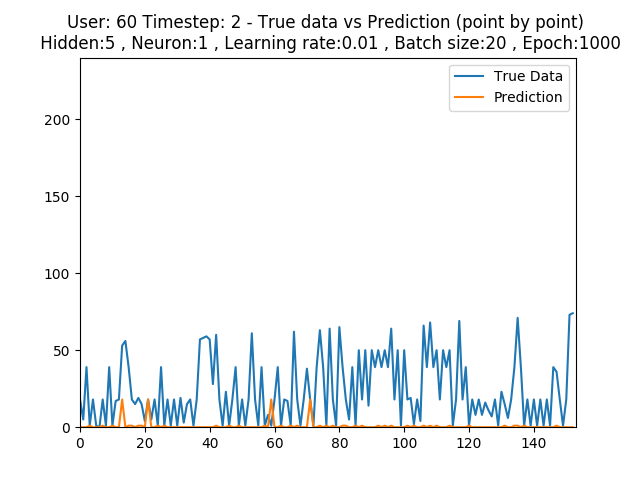 User: 60 Timestep: 2 - True data vs Prediction (point by point)
Hidden:5 , Neuron:1 , Learning rate:0.01 , Batch size:20 , Epoch:1000
True Data
Prediction
200
150
100
50
0
0 20 40 60 80 100 120 140